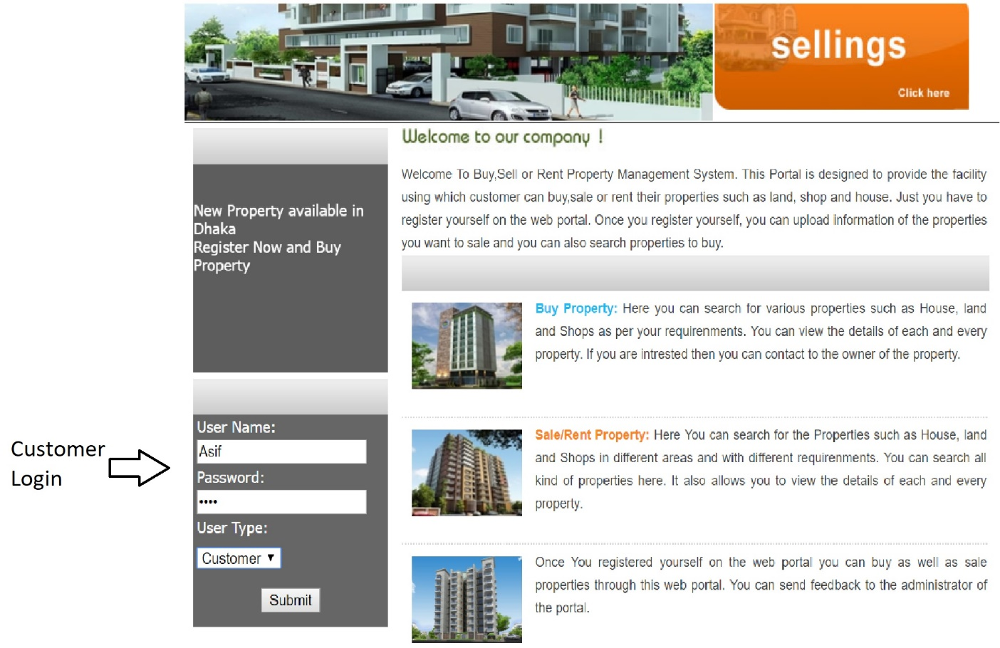 sellings
Click here
Welcome to our company !
Welcome To Buy,Sell or Rent Property Management System. This Portal is designed to provide the facility
using which customer can buy,sale or rent their properties such as land, shop and house. Just you have to
register yourself on the web portal. Once you register yourself, you can upload information of the properties
you want to sale and you can also search properties to buy.
New Property available in
Dhaka
Register Now and Buy
Property
Buy Property: Here you can search for various properties such as House, land
and Shops as per your requirenments. You can view the details of each and every
property. If you are intrested then you can contact to the owner of the property.
Customer
Login
User Name:
Asif
Password:
••••
User Type:
Customer ▼
Submit
Sale/Rent Property: Here You can search for the Properties such as House, land
and Shops in different areas and with different requirenments. You can search all
kind of properties here. It also allows you to view the details of each and every
property.
Once You registered yourself on the web portal you can buy as well as sale
properties through this web portal. You can send feedback to the administrator of
the portal.